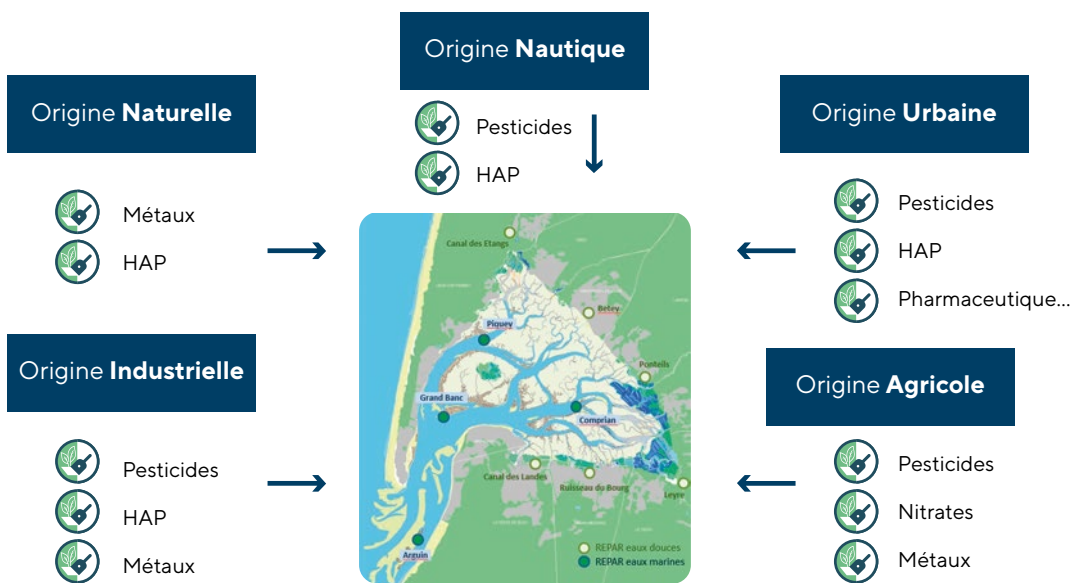 Origine Nautique
Pesticides
HAP
Origine Naturelle
Métaux
HAP
Origine Urbaine
Pesticides
HAP
Pharmaceutique...
Origine Industrielle
Pesticides
HAP
Métaux
Origine Agricole
Pesticides
Nitrates
Métaux
Canal des Etangs
Betey
Piquey
Ponteils
Grand Banc
Comprian
Canal des Landes
Ruisseau du Bourg
Leyre
Arguin
REPAR eaux douces
REPAR eaux marines